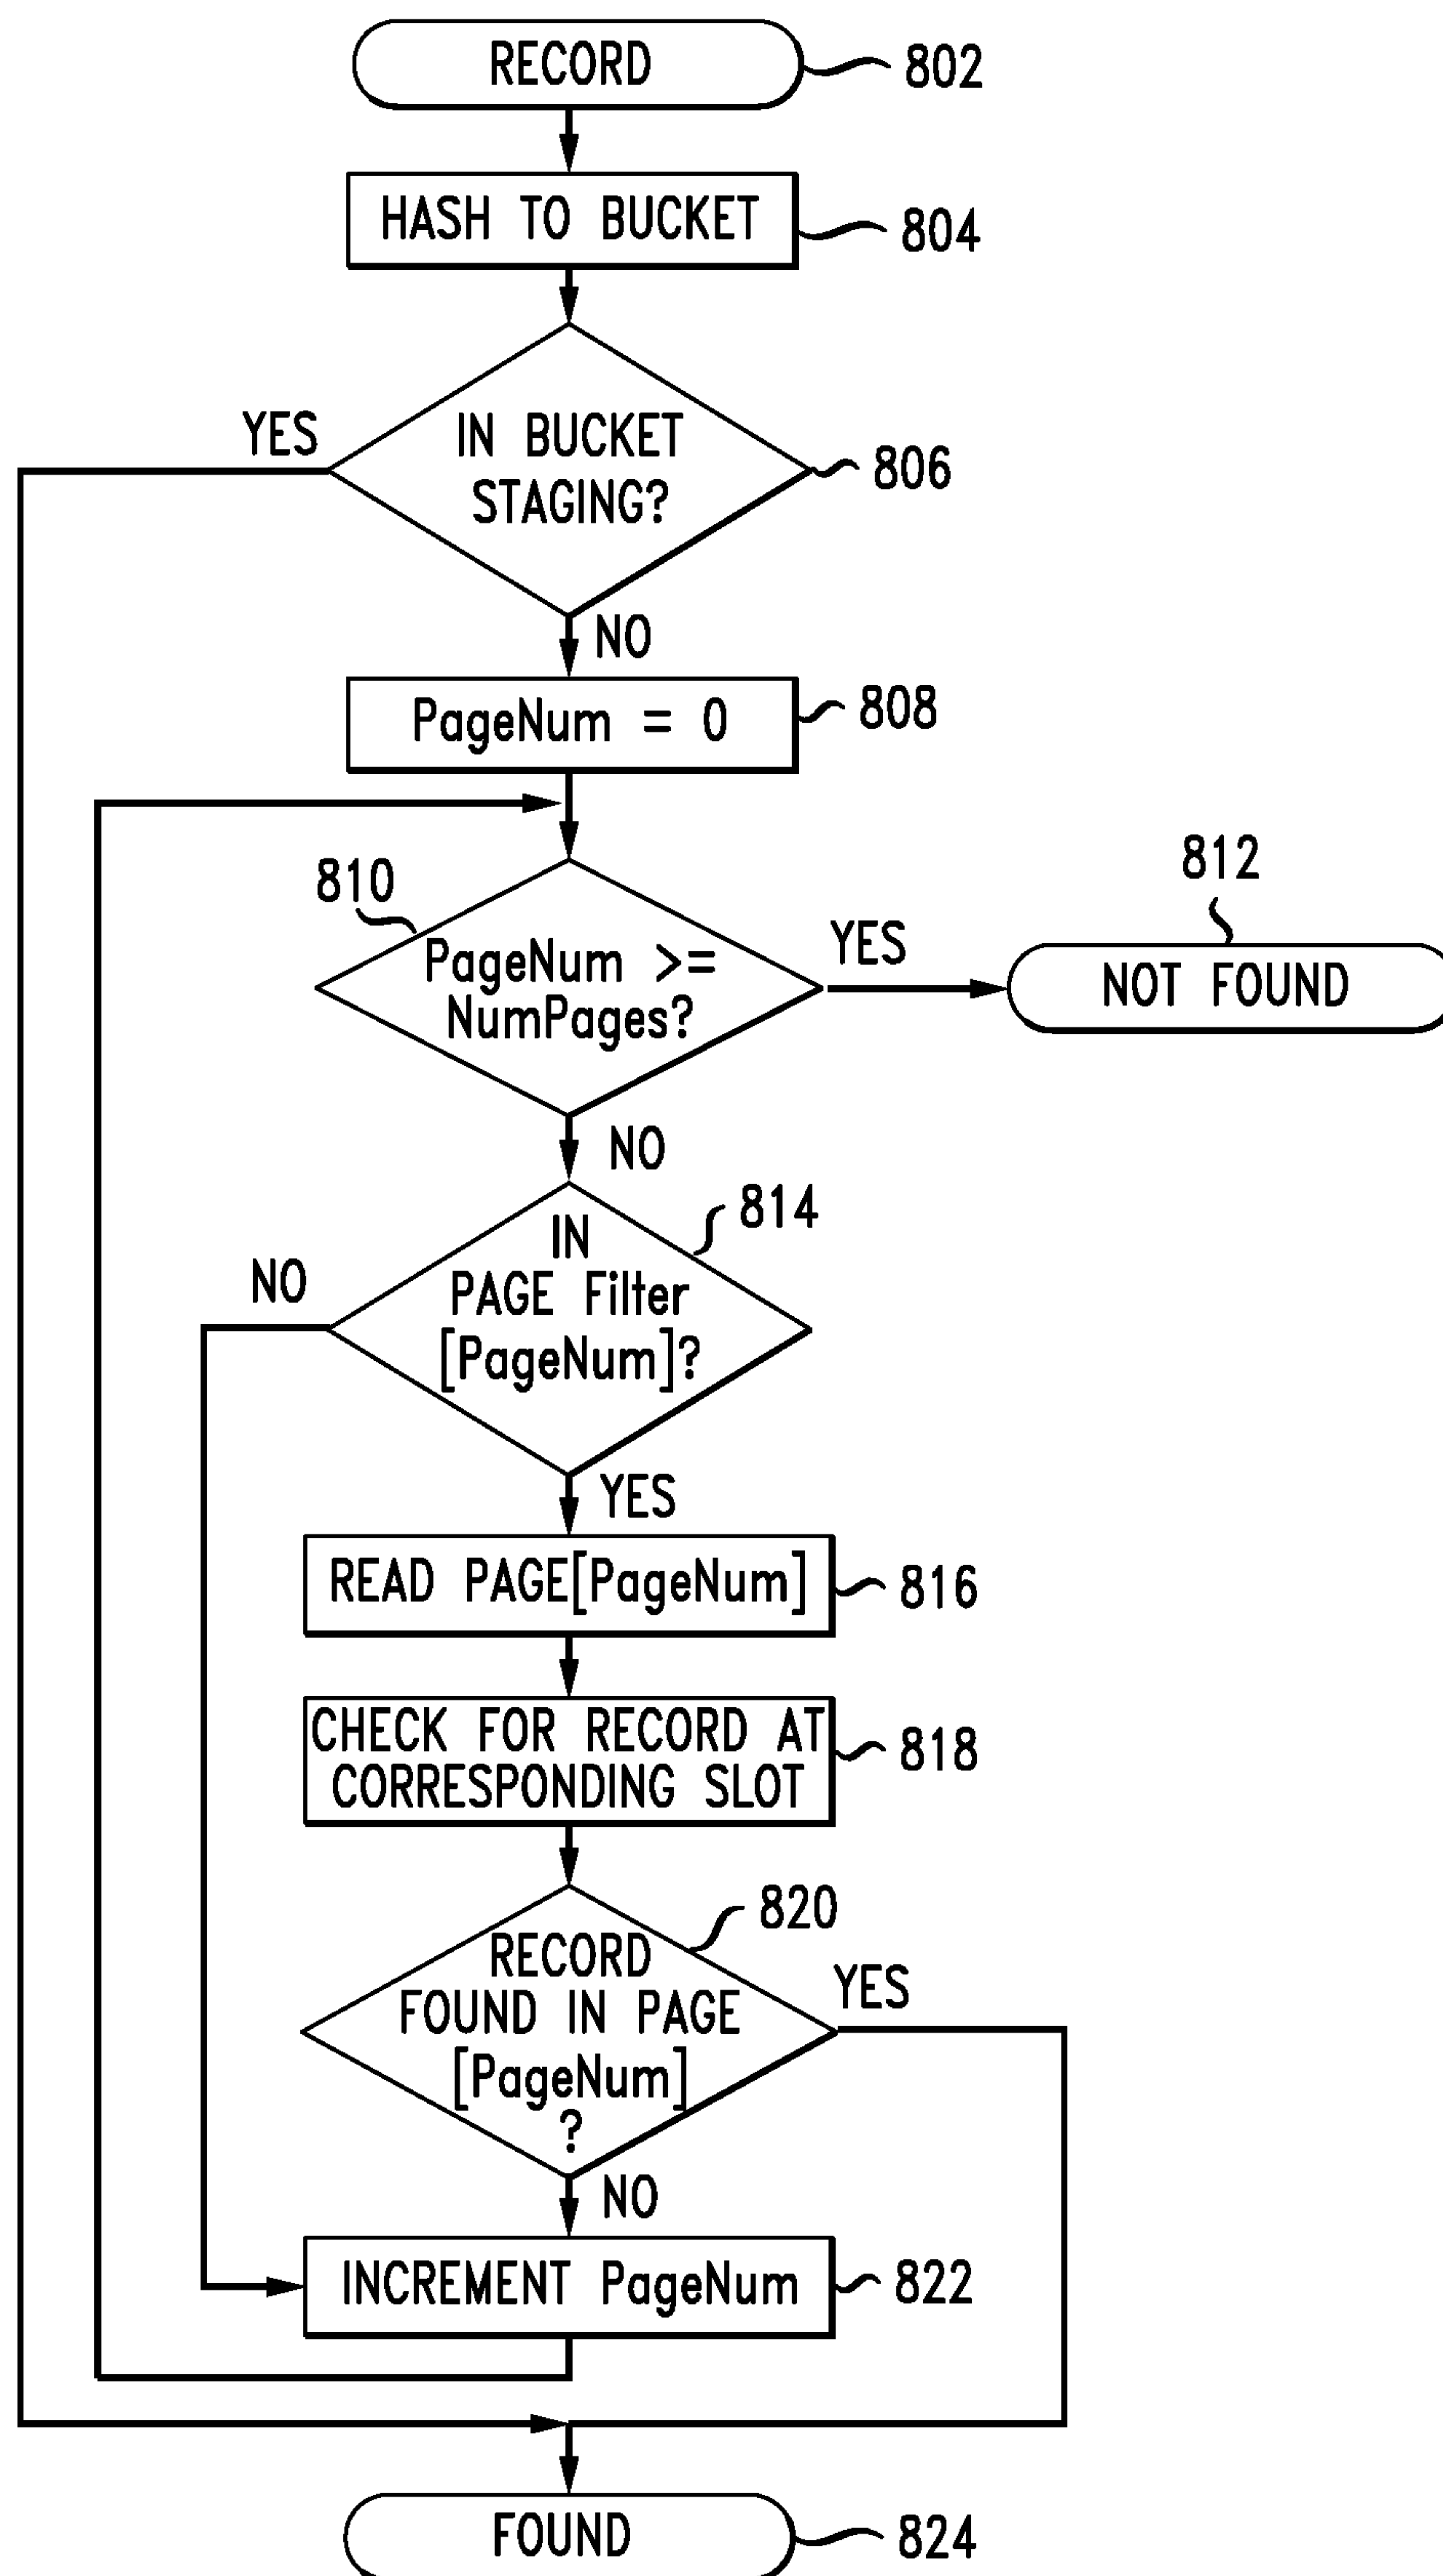 RECORD
802
HASH TO BUCKET
804
YES
IN BUCKET
STAGING?
806
NO
PageNum = 0
808
810
812
PageNum >=
NumPages?
YES
NOT FOUND
NO
814
NO
IN
PAGE Filter
[PageNum]?
YES
READ PAGE[PageNum]
816
CHECK FOR RECORD AT
CORRESPONDING SLOT
818
820
RECORD
FOUND IN PAGE
[PageNum]
?
YES
NO
INCREMENT PageNum
822
FOUND
824